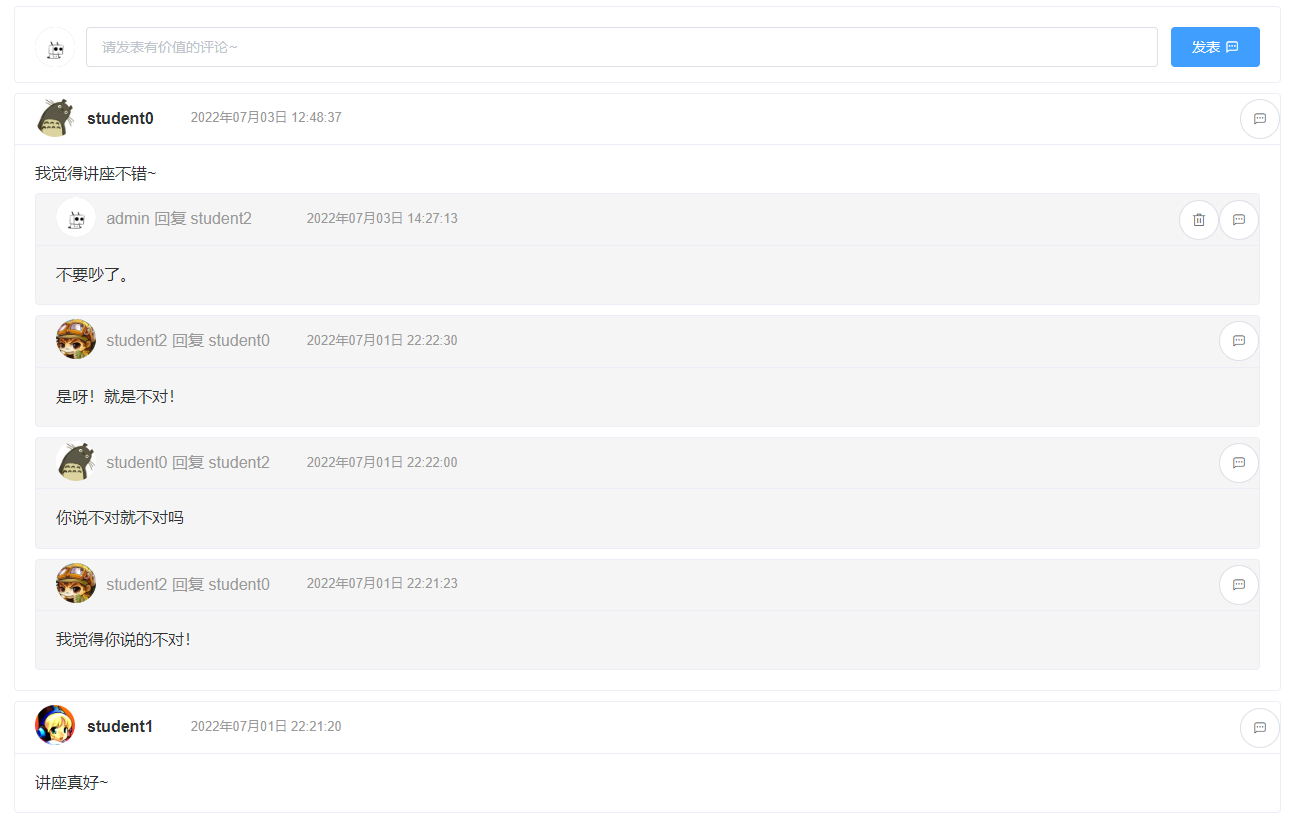 请发表有价值的评论~
发表
student0 2022年07月03日 12:48:37
我觉得讲座不错~
admin 回复 student2 2022年07月03日 14:27:13
不要吵了。
student2 回复 student0 2022年07月01日 22:22:30
是呀！就是不对！
student0 回复 student2 2022年07月01日 22:22:00
你说不对就不对吗
student2 回复 student0 2022年07月01日 22:21:23
我觉得你说的不对！
student1 2022年07月01日 22:21:20
讲座真好~